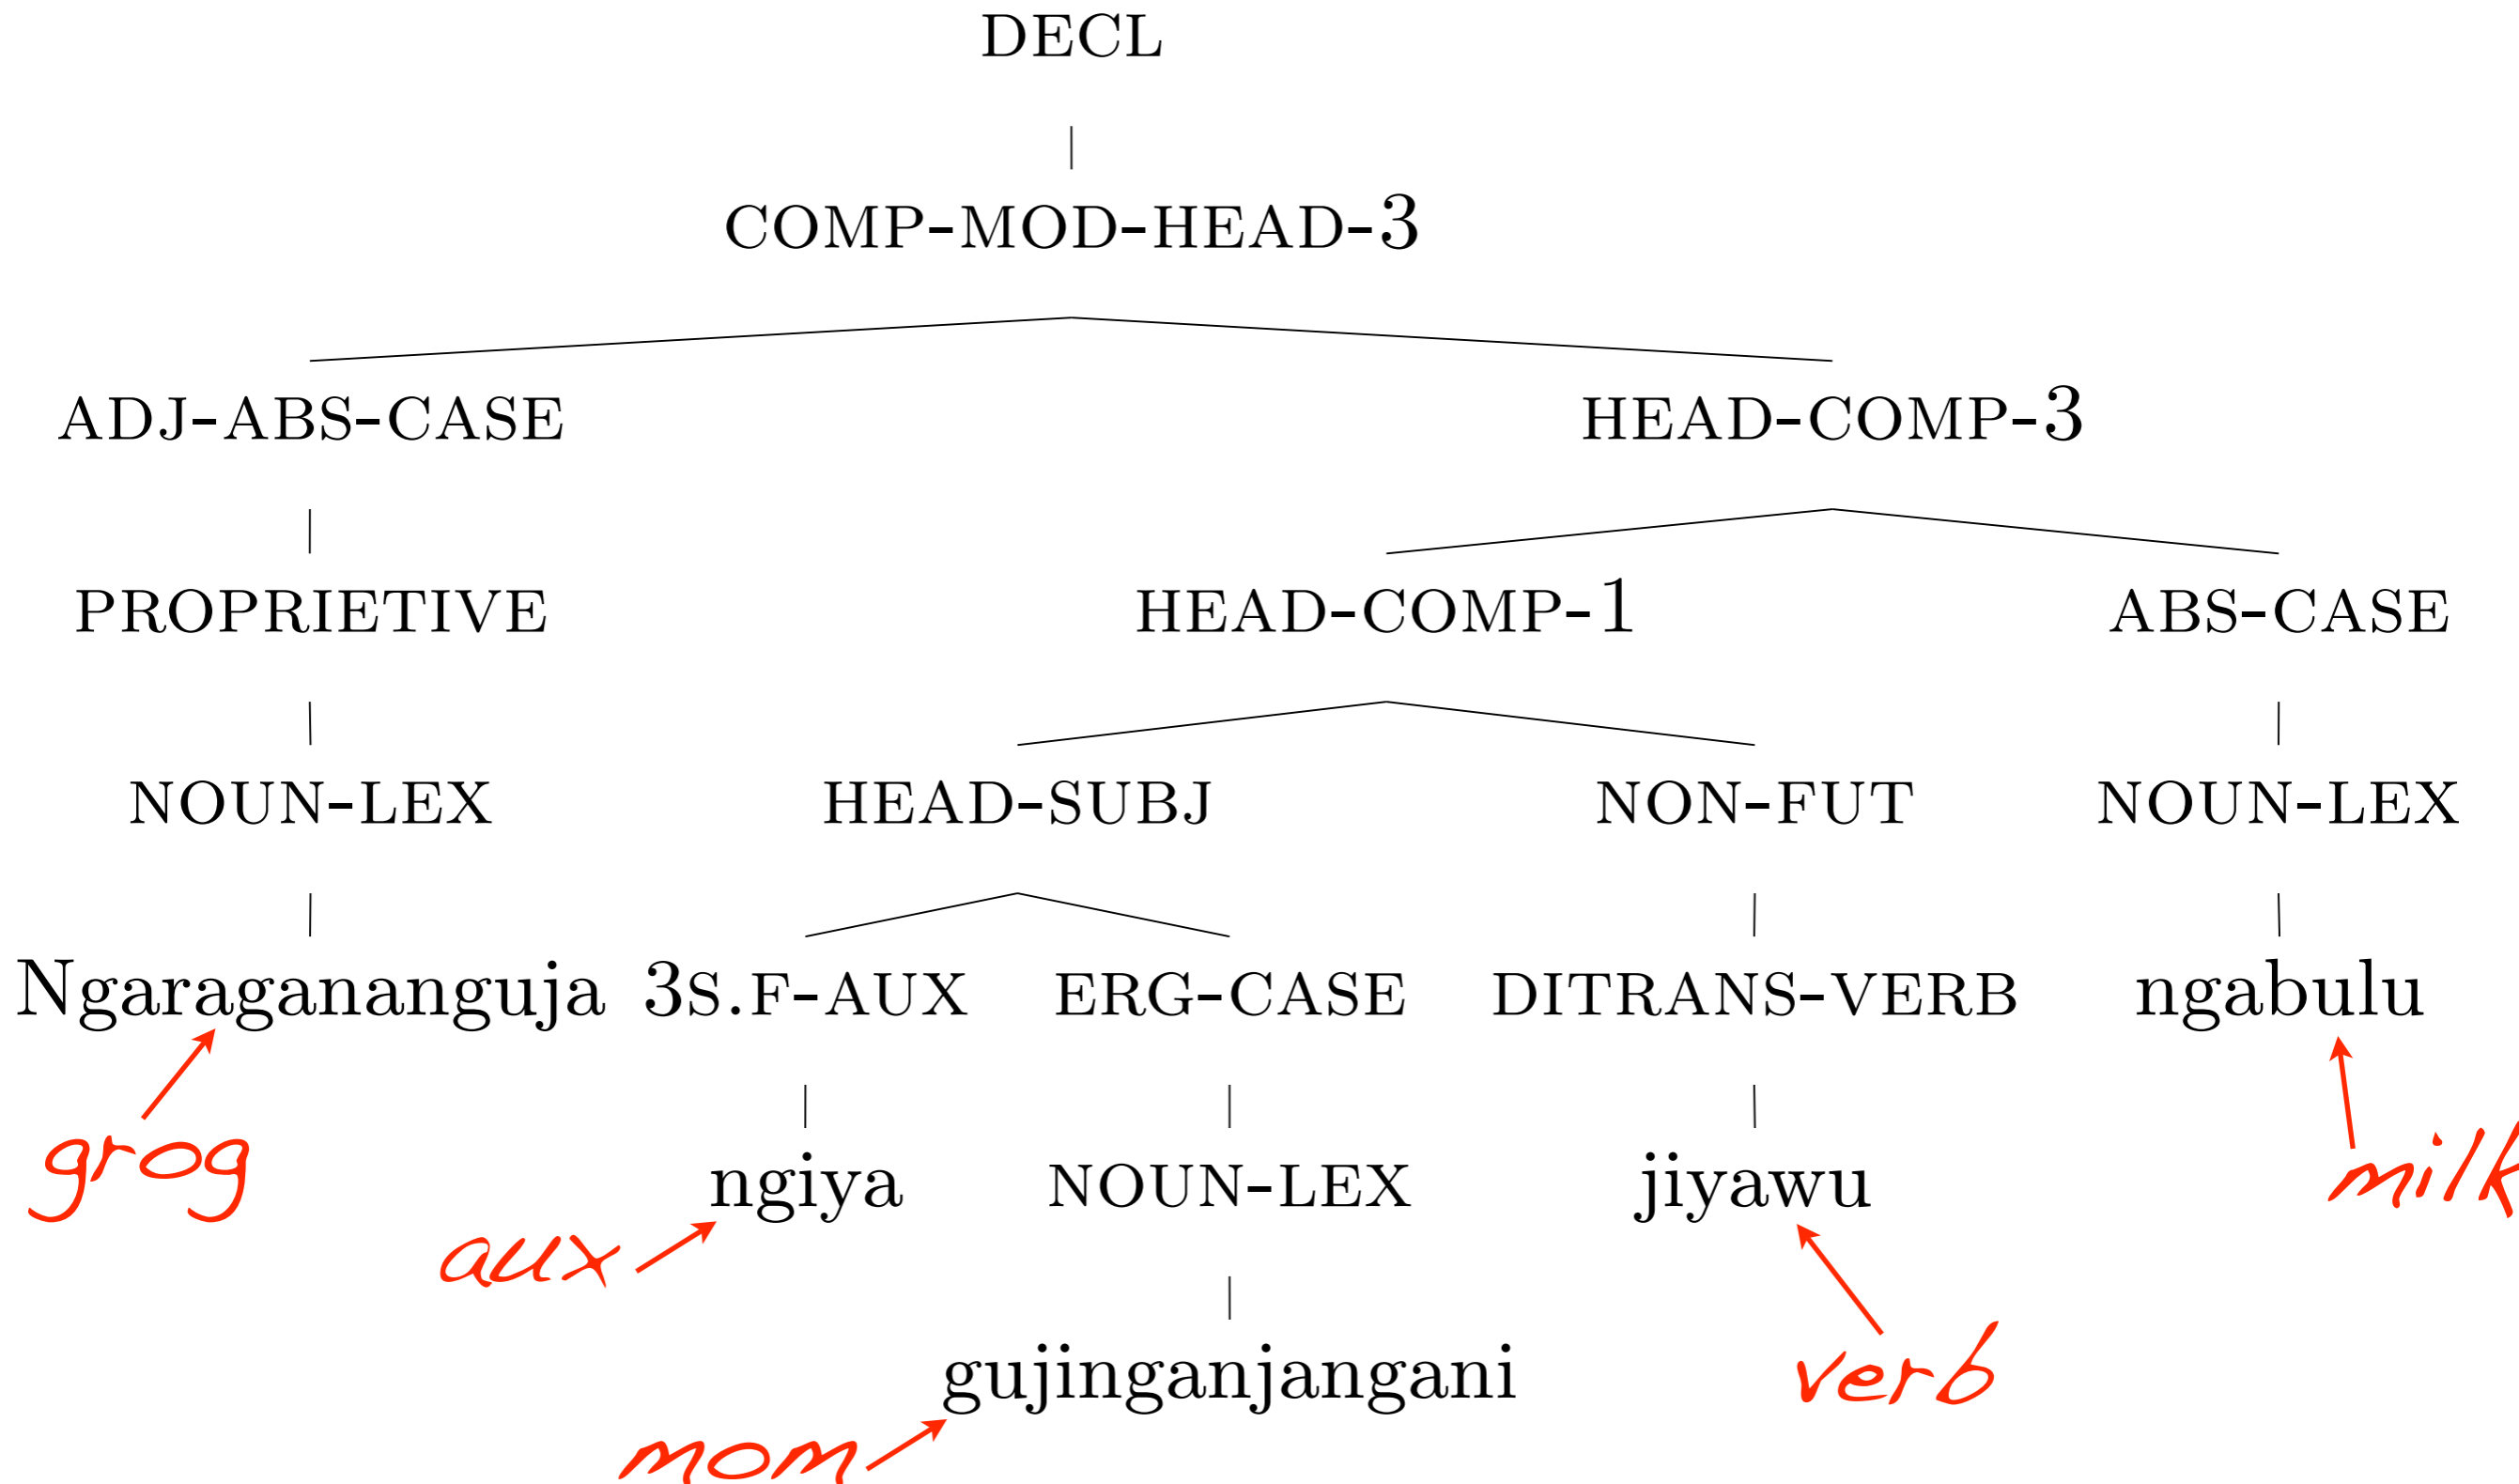 DECL
COMP-MOD-HEAD-3
ADJ-ABS-CASE HEAD-COMP-3
PROPRIETIVE HEAD-COMP-1 ABS-CASE
NOUN-LEX HEAD-SUBJ NON-FUT NOUN-LEX
Ngaragananguja 3S.F-AUX ERG-CASE DITRANS-VERB ngabulu
grog ngiya NOUN-LEX jiyawu milk
aux
gujinganjangani verb
mom